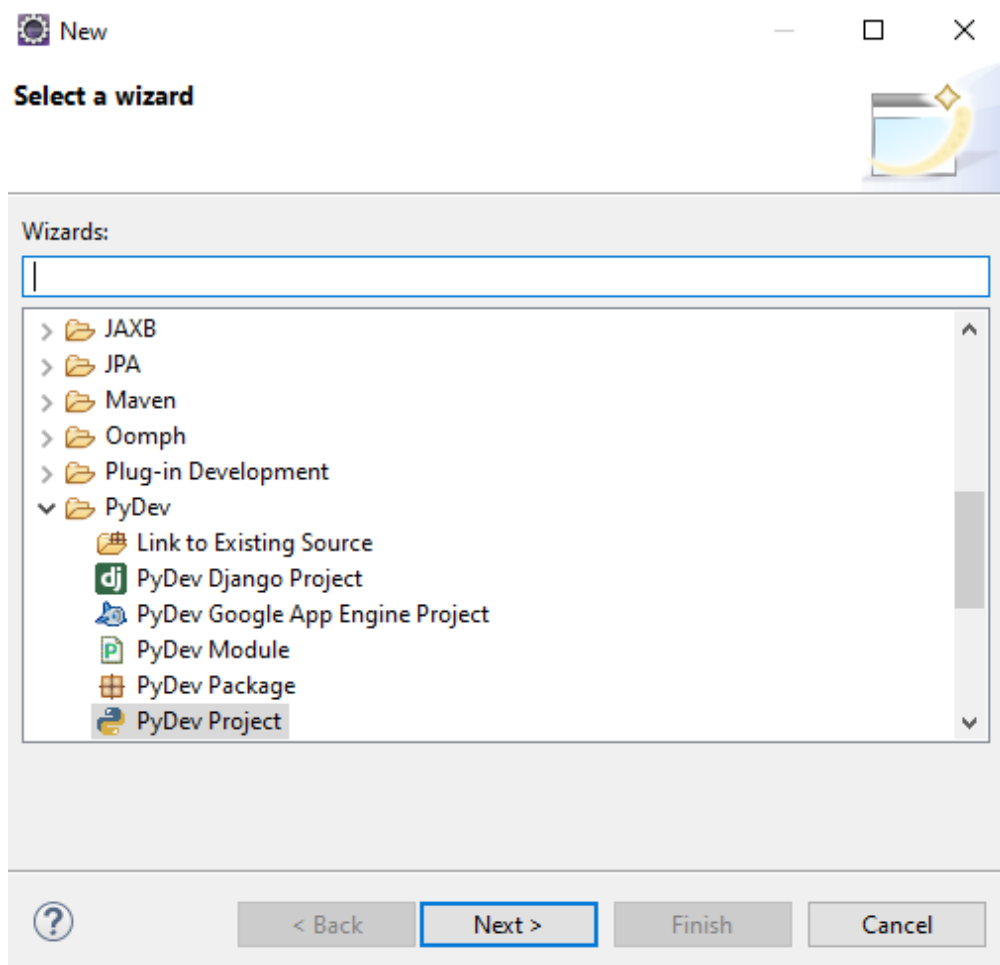 New
Select a wizard
Wizards:
JAXB
JPA
Maven
Oomph
Plug-in Development
PyDev
Link to Existing Source
dj PyDev Django Project
PyDev Google App Engine Project
P PyDev Module
PyDev Package
PyDev Project
? < Back Next > Finish Cancel